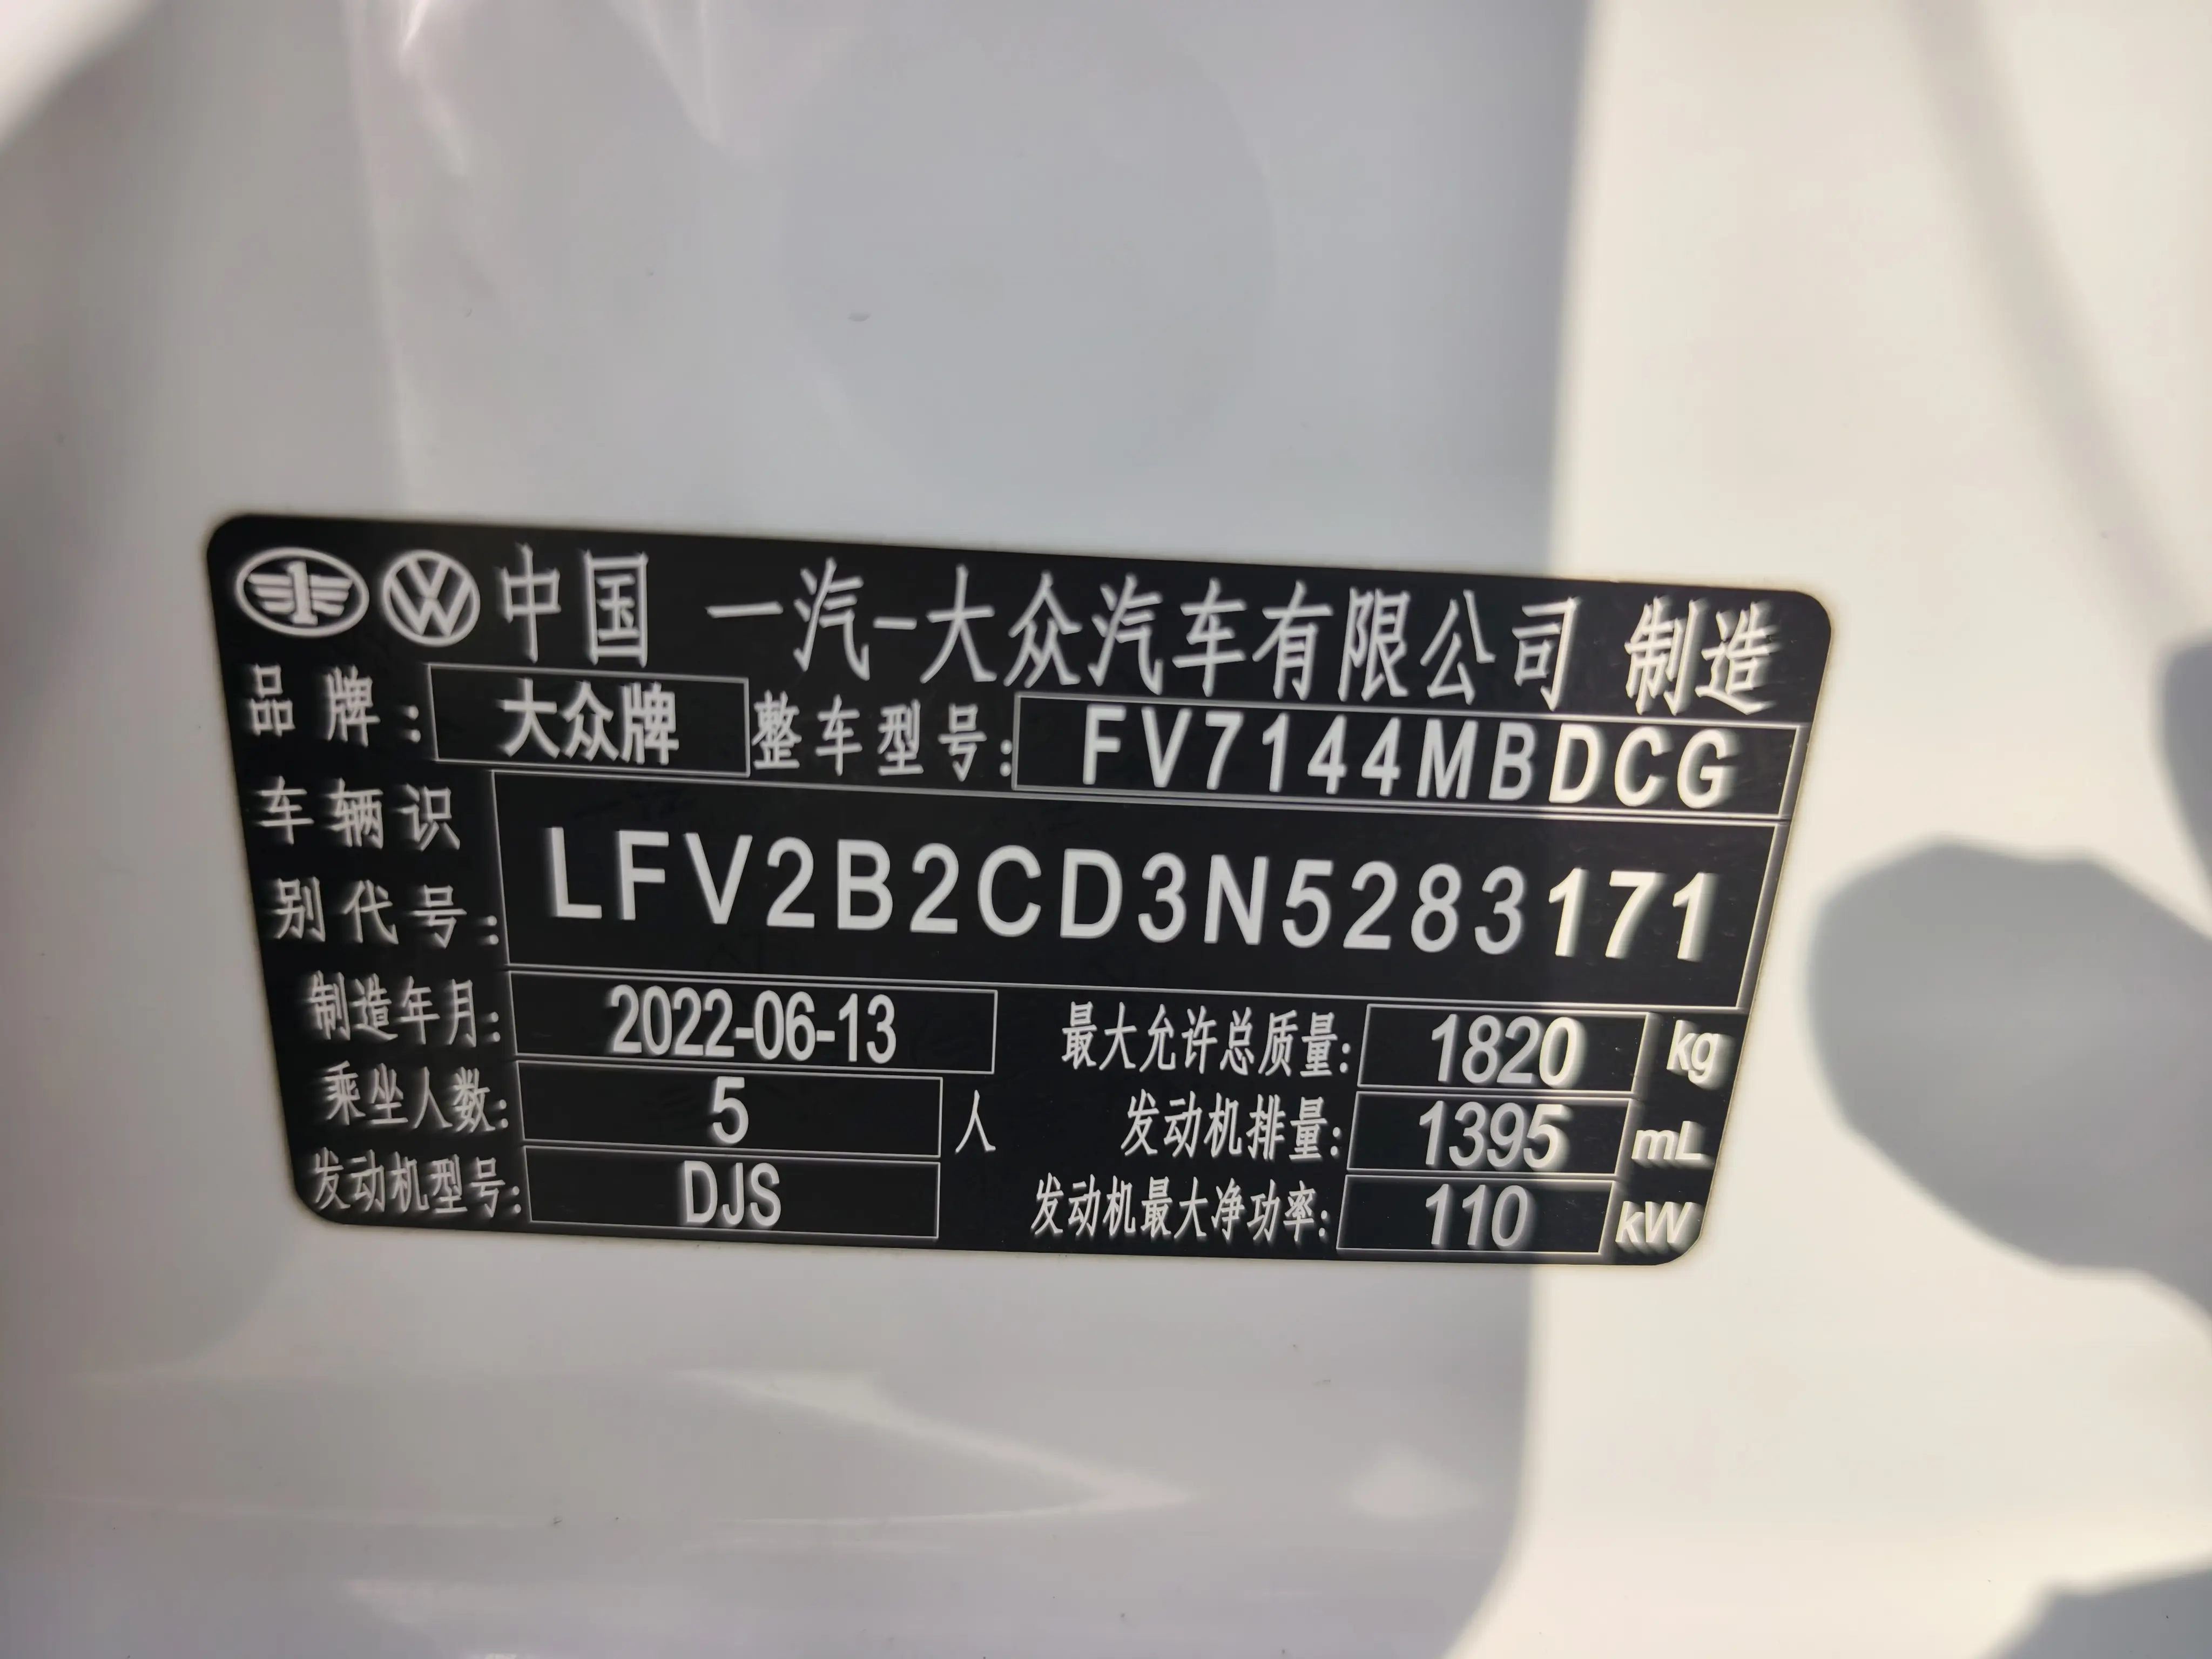 中国 一汽-大众汽车有限公司 制造
品牌: 大众牌 整车型号: FV7144MBDCG
车辆识别代号: LFV2B2CD3N5283171
制造年月: 2022-06-13 最大允许总质量: 1820 kg
乘坐人数: 5 人 发动机排量: 1395 mL
发动机型号: DJS 发动机最大净功率: 110 kW